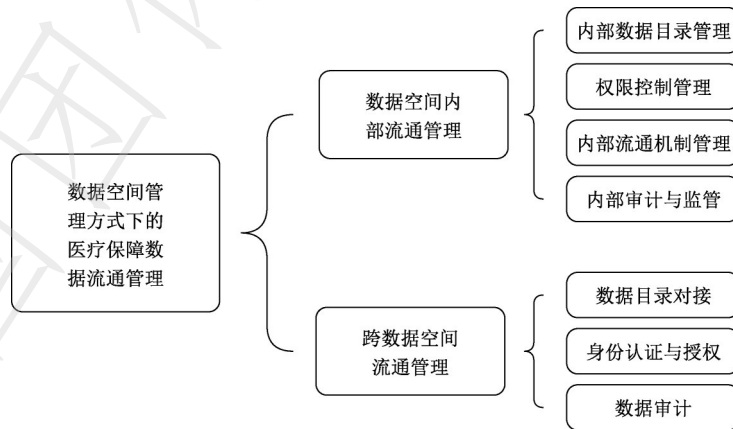 数据空间管
理方式下的
医疗保障数
据流通管理
数据空间内
部流通管理
内部数据目录管理
权限控制管理
内部流通机制管理
内部审计与监管
跨数据空间
流通管理
数据目录对接
身份认证与授权
数据审计